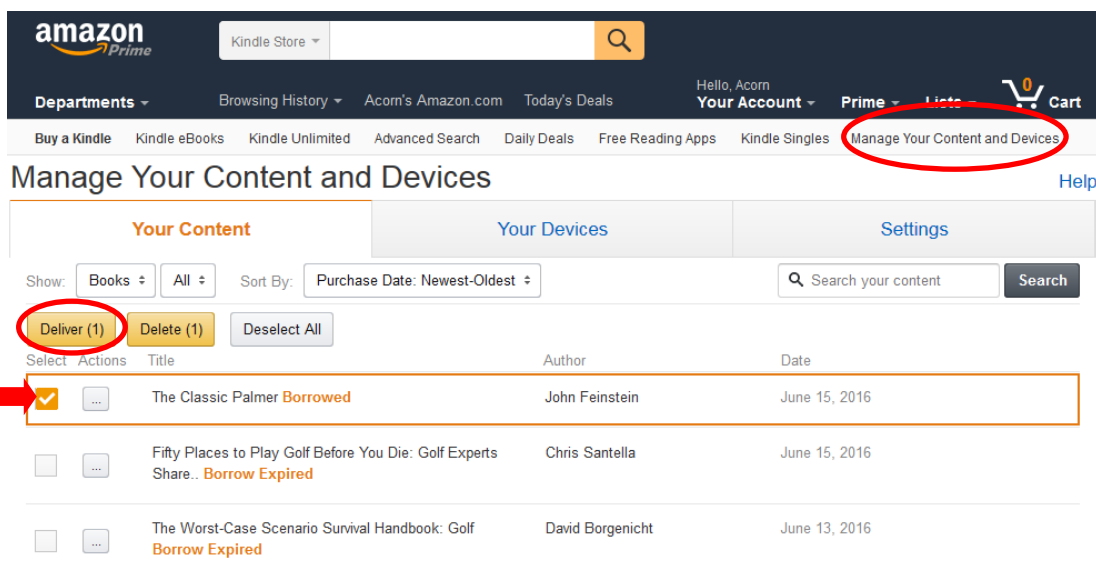 amazon
Prime
Kindle Store
Departments
Browsing History
Acorn's Amazon.com
Today's Deals
Hello, Acorn
Your Account
Prime
Lists
0
Cart
Buy a Kindle
Kindle eBooks
Kindle Unlimited
Advanced Search
Daily Deals
Free Reading Apps
Kindle Singles
Manage Your Content and Devices
Manage Your Content and Devices
Help
Your Content
Your Devices
Settings
Show:
Books
All
Sort By:
Purchase Date: Newest-Oldest
Search your content
Search
Deliver (1)
Delete (1)
Deselect All
Select
Actions
Title
Author
Date
...
The Classic Palmer Borrowed
John Feinstein
June 15, 2016
...
Fifty Places to Play Golf Before You Die: Golf Experts
Share.. Borrow Expired
Chris Santella
June 15, 2016
...
The Worst-Case Scenario Survival Handbook: Golf
Borrow Expired
David Borgenicht
June 13, 2016